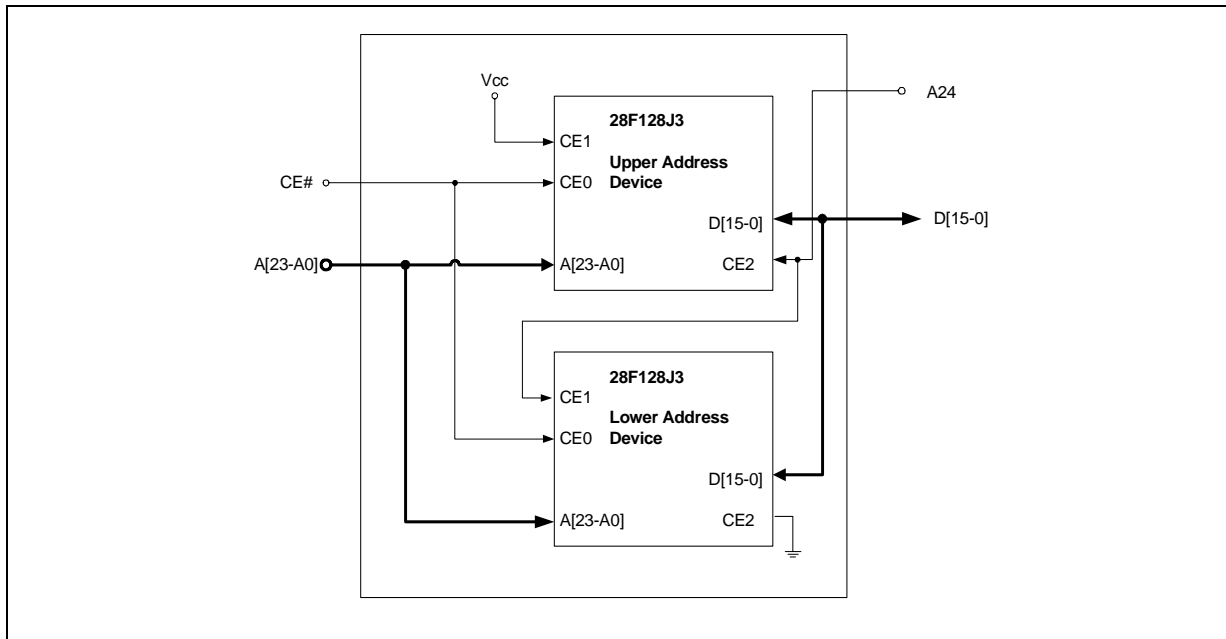 Vcc
A24
28F128J3
CE1
Upper Address
Device
CE#
CE0
D[15-0]
D[15-0]
A[23-A0]
A[23-A0]
CE2
28F128J3
CE1
Lower Address
Device
CE0
D[15-0]
A[23-A0]
CE2